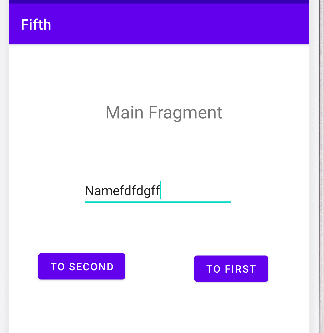 Fifth
Main Fragment
Namefdfdgff
TO SECOND
TO FIRST